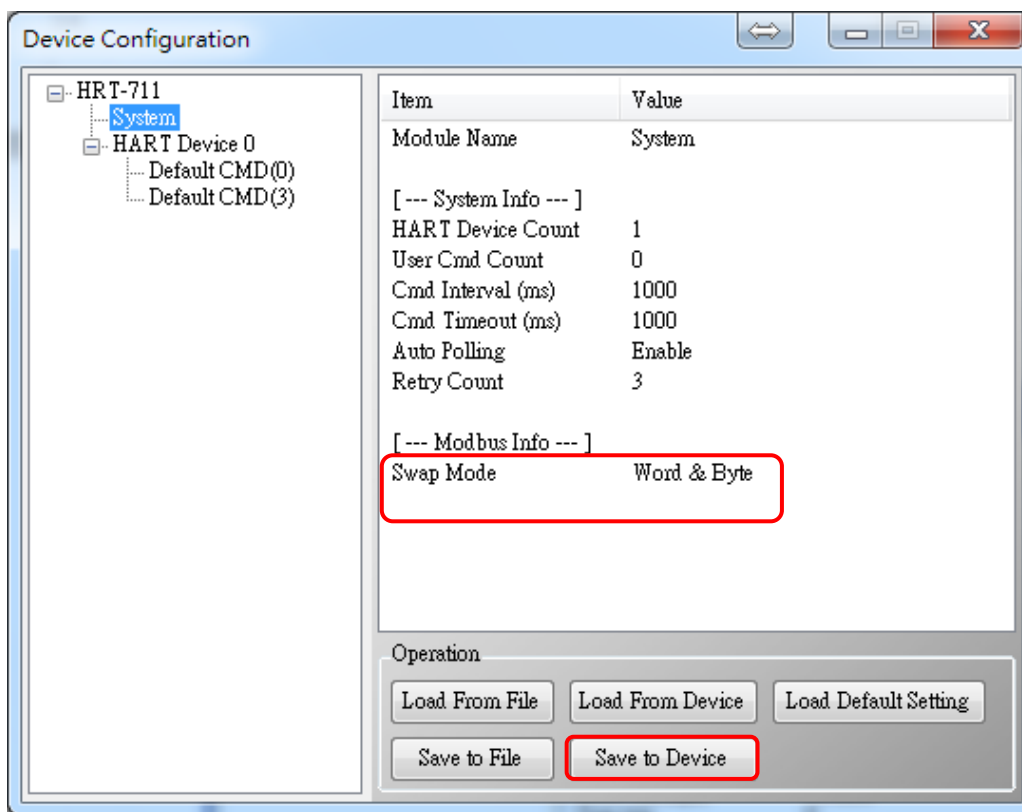 Device Configuration
HRT-711
System
HART Device 0
Default CMD(0)
Default CMD(3)
Item Value
Module Name System
[ --- System Info --- ]
HART Device Count 1
User Cmd Count 0
Cmd Interval (ms) 1000
Cmd Timeout (ms) 1000
Auto Polling Enable
Retry Count 3
[ --- Modbus Info --- ]
Swap Mode Word & Byte
Operation
Load From File Load From Device Load Default Setting
Save to File Save to Device